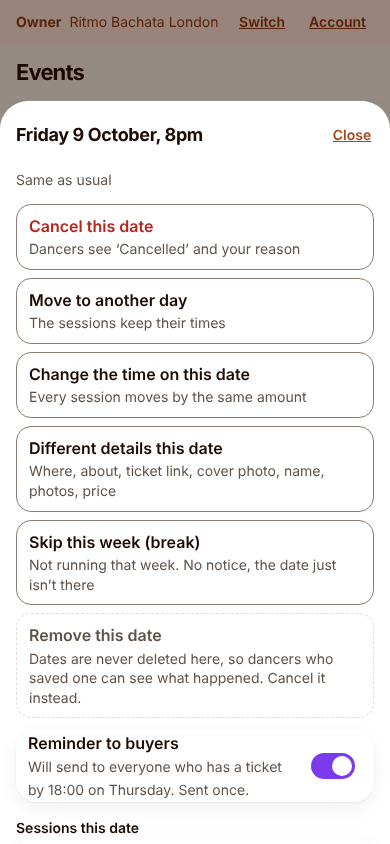 Owner Ritmo Bachata London Switch Account
Events
Friday 9 October, 8pm Close
Same as usual
Cancel this date
Dancers see ‘Cancelled’ and your reason
Move to another day
The sessions keep their times
Change the time on this date
Every session moves by the same amount
Different details this date
Where, about, ticket link, cover photo, name,
photos, price
Skip this week (break)
Not running that week. No notice, the date just
isn’t there
Remove this date
Dates are never deleted here, so dancers who
saved one can see what happened. Cancel it
instead.
Reminder to buyers
Will send to everyone who has a ticket
by 18:00 on Thursday. Sent once.
Sessions this date